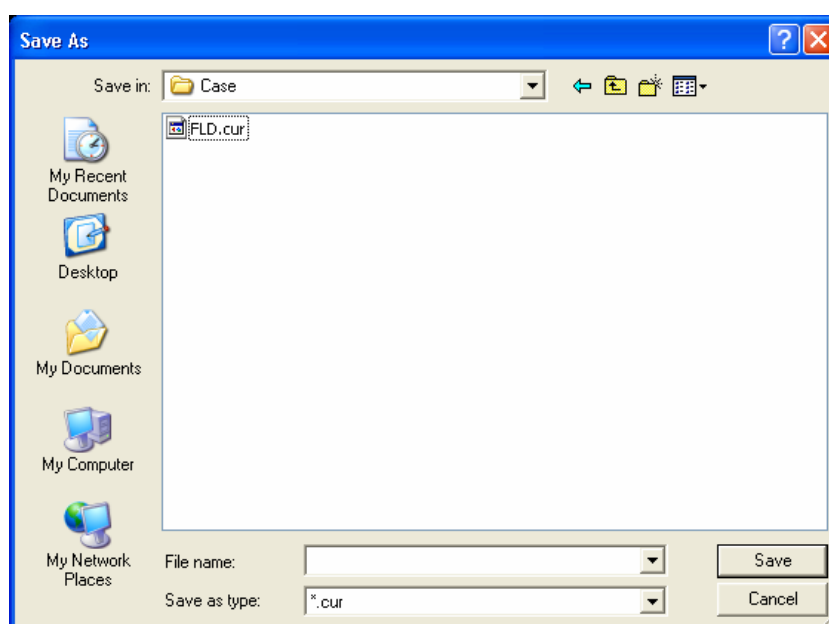 Save As
Save in: Case
FLD.cur
My Recent
Documents
Desktop
My Documents
My Computer
My Network
Places
File name:
Save
Save as type: *.cur
Cancel